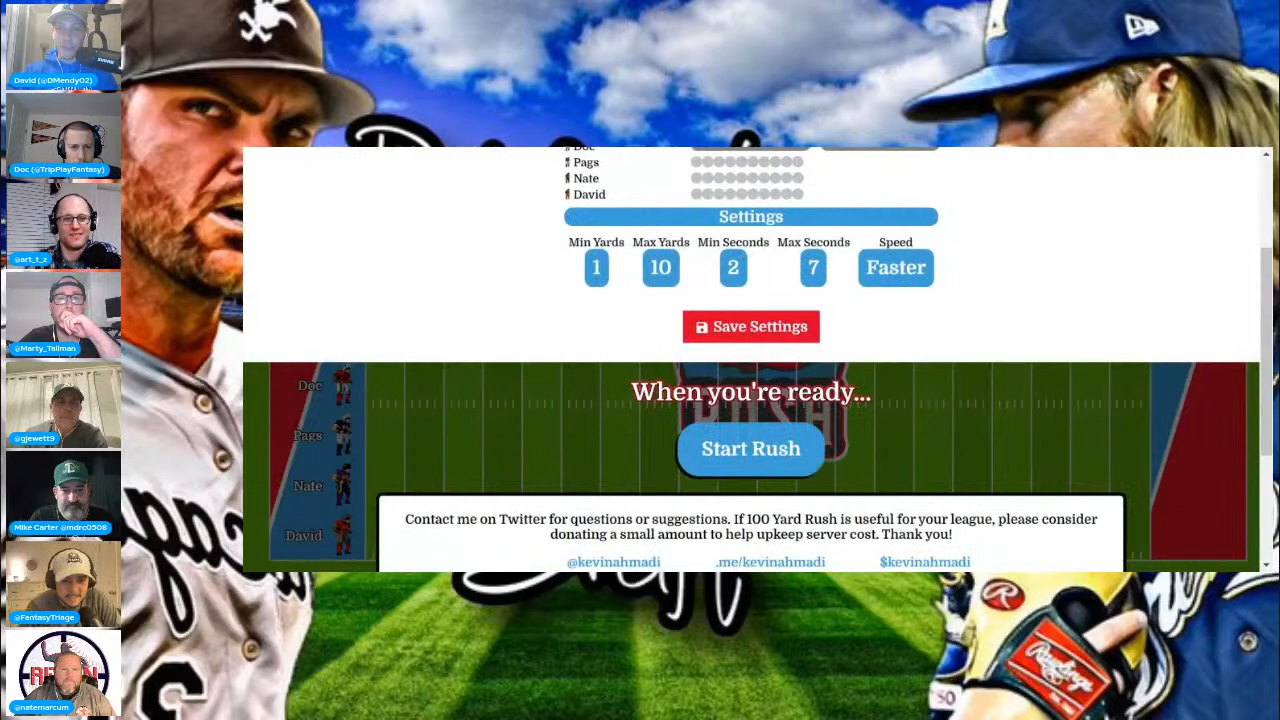 David (@DMendy02)
Doc (@TripPlayFantasy)
@art_t_z
@Marty_Tallman
@gjewett9
Mike Carter @mdrc0508
@FantasyTriage
@natemarcum
Doc
Pags
Nate
David
Settings
Min Yards Max Yards Min Seconds Max Seconds Speed
1 10 2 7 Faster
Save Settings
When you're ready...
RUSH
Start Rush
Doc
Pags
Nate
David
Contact me on Twitter for questions or suggestions. If 100 Yard Rush is useful for your league, please consider
donating a small amount to help upkeep server cost. Thank you!
@kevinahmadi .me/kevinahmadi $kevinahmadi
Rawlings